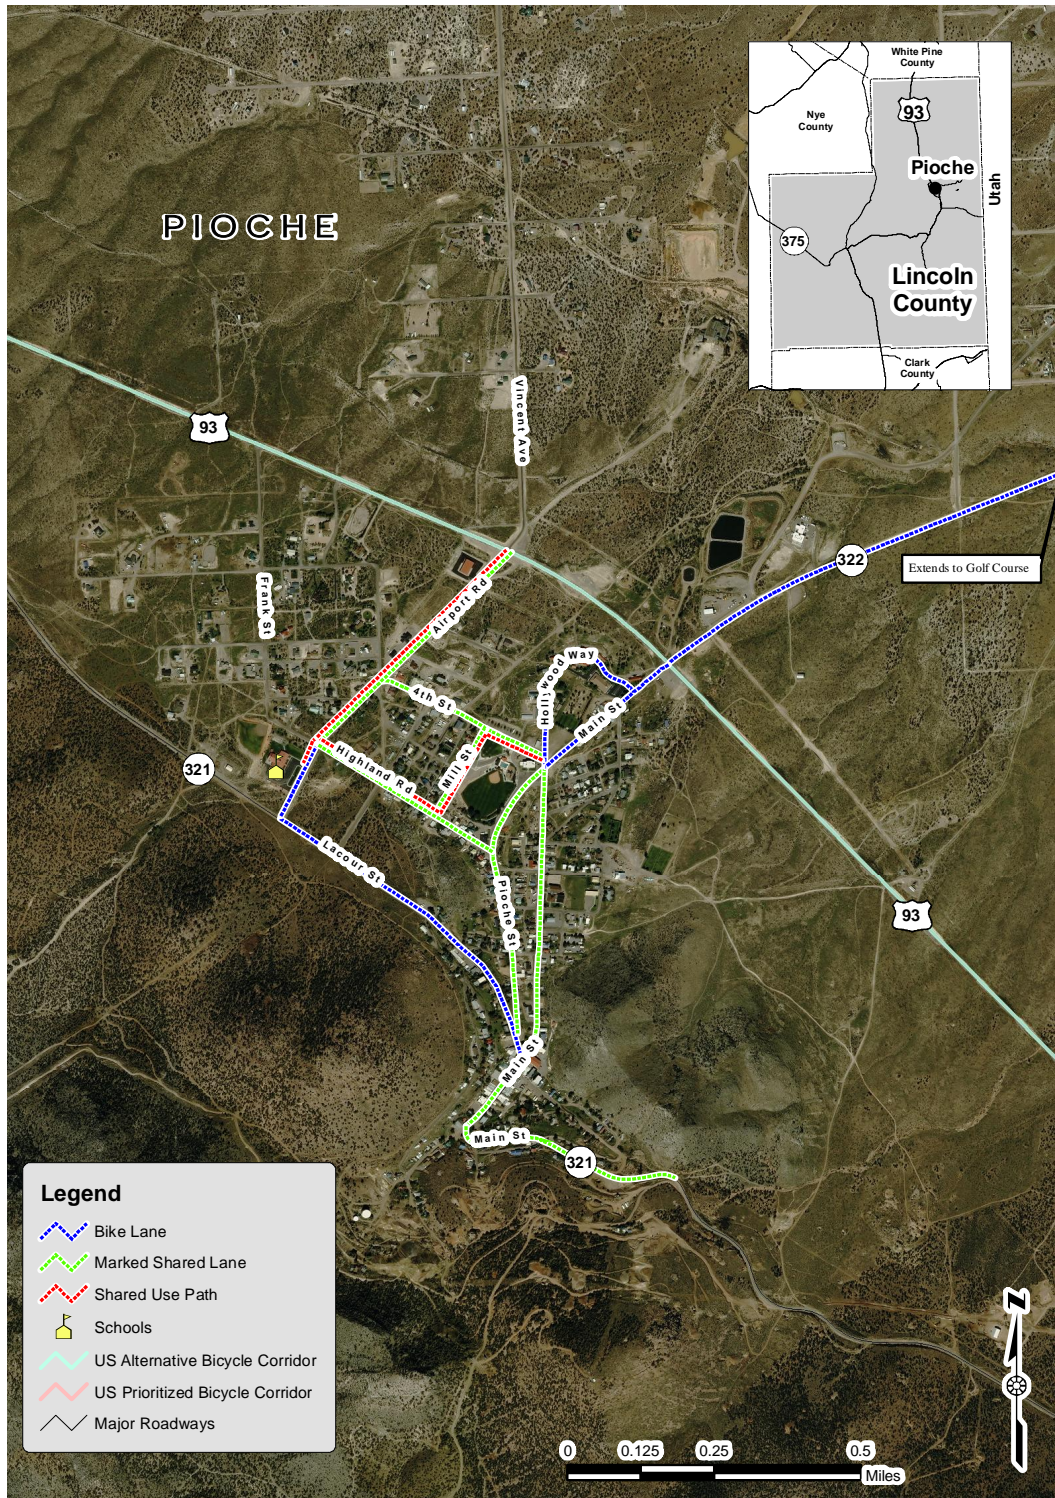 White Pine
County
93
Nye
County
Pioche
Utah
375
Lincoln
County
Clark
County
PIOCHE
Vincent Ave
93
322
Extends to Golf Course
Frank St
Airport Rd
Hollywood Way
4th St
Main St
321
Highland Rd
Mill St
Lacour St
Pioche St
93
Main St
Main St
321
Legend
Bike Lane
Marked Shared Lane
Shared Use Path
Schools
US Alternative Bicycle Corridor
US Prioritized Bicycle Corridor
Major Roadways
N
0 0.125 0.25 0.5
Miles